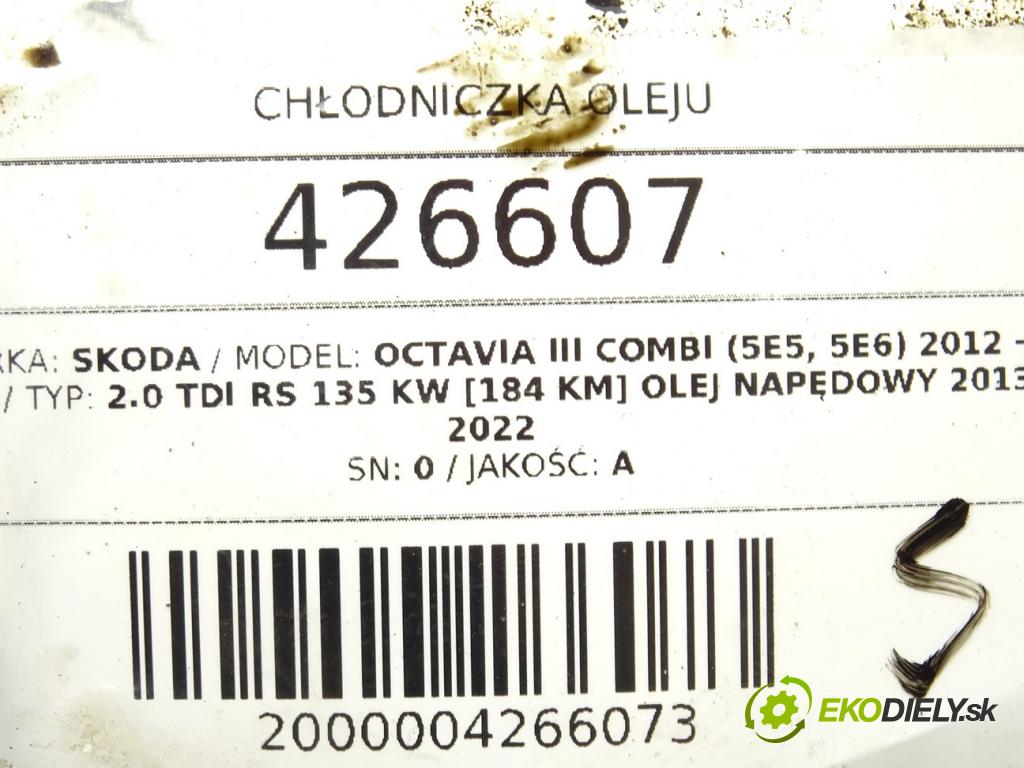 CHŁODNICZKA OLEJU
426607
RKA: SKODA / MODEL: OCTAVIA III COMBI (5E5, 5E6) 2012 -
/ TYP: 2.0 TDI RS 135 KW [184 KM] OLEJ NAPĘDOWY 2013
2022
SN: 0 / JAKOŚĆ: A
S
2000004266073
EKODIELY.sk